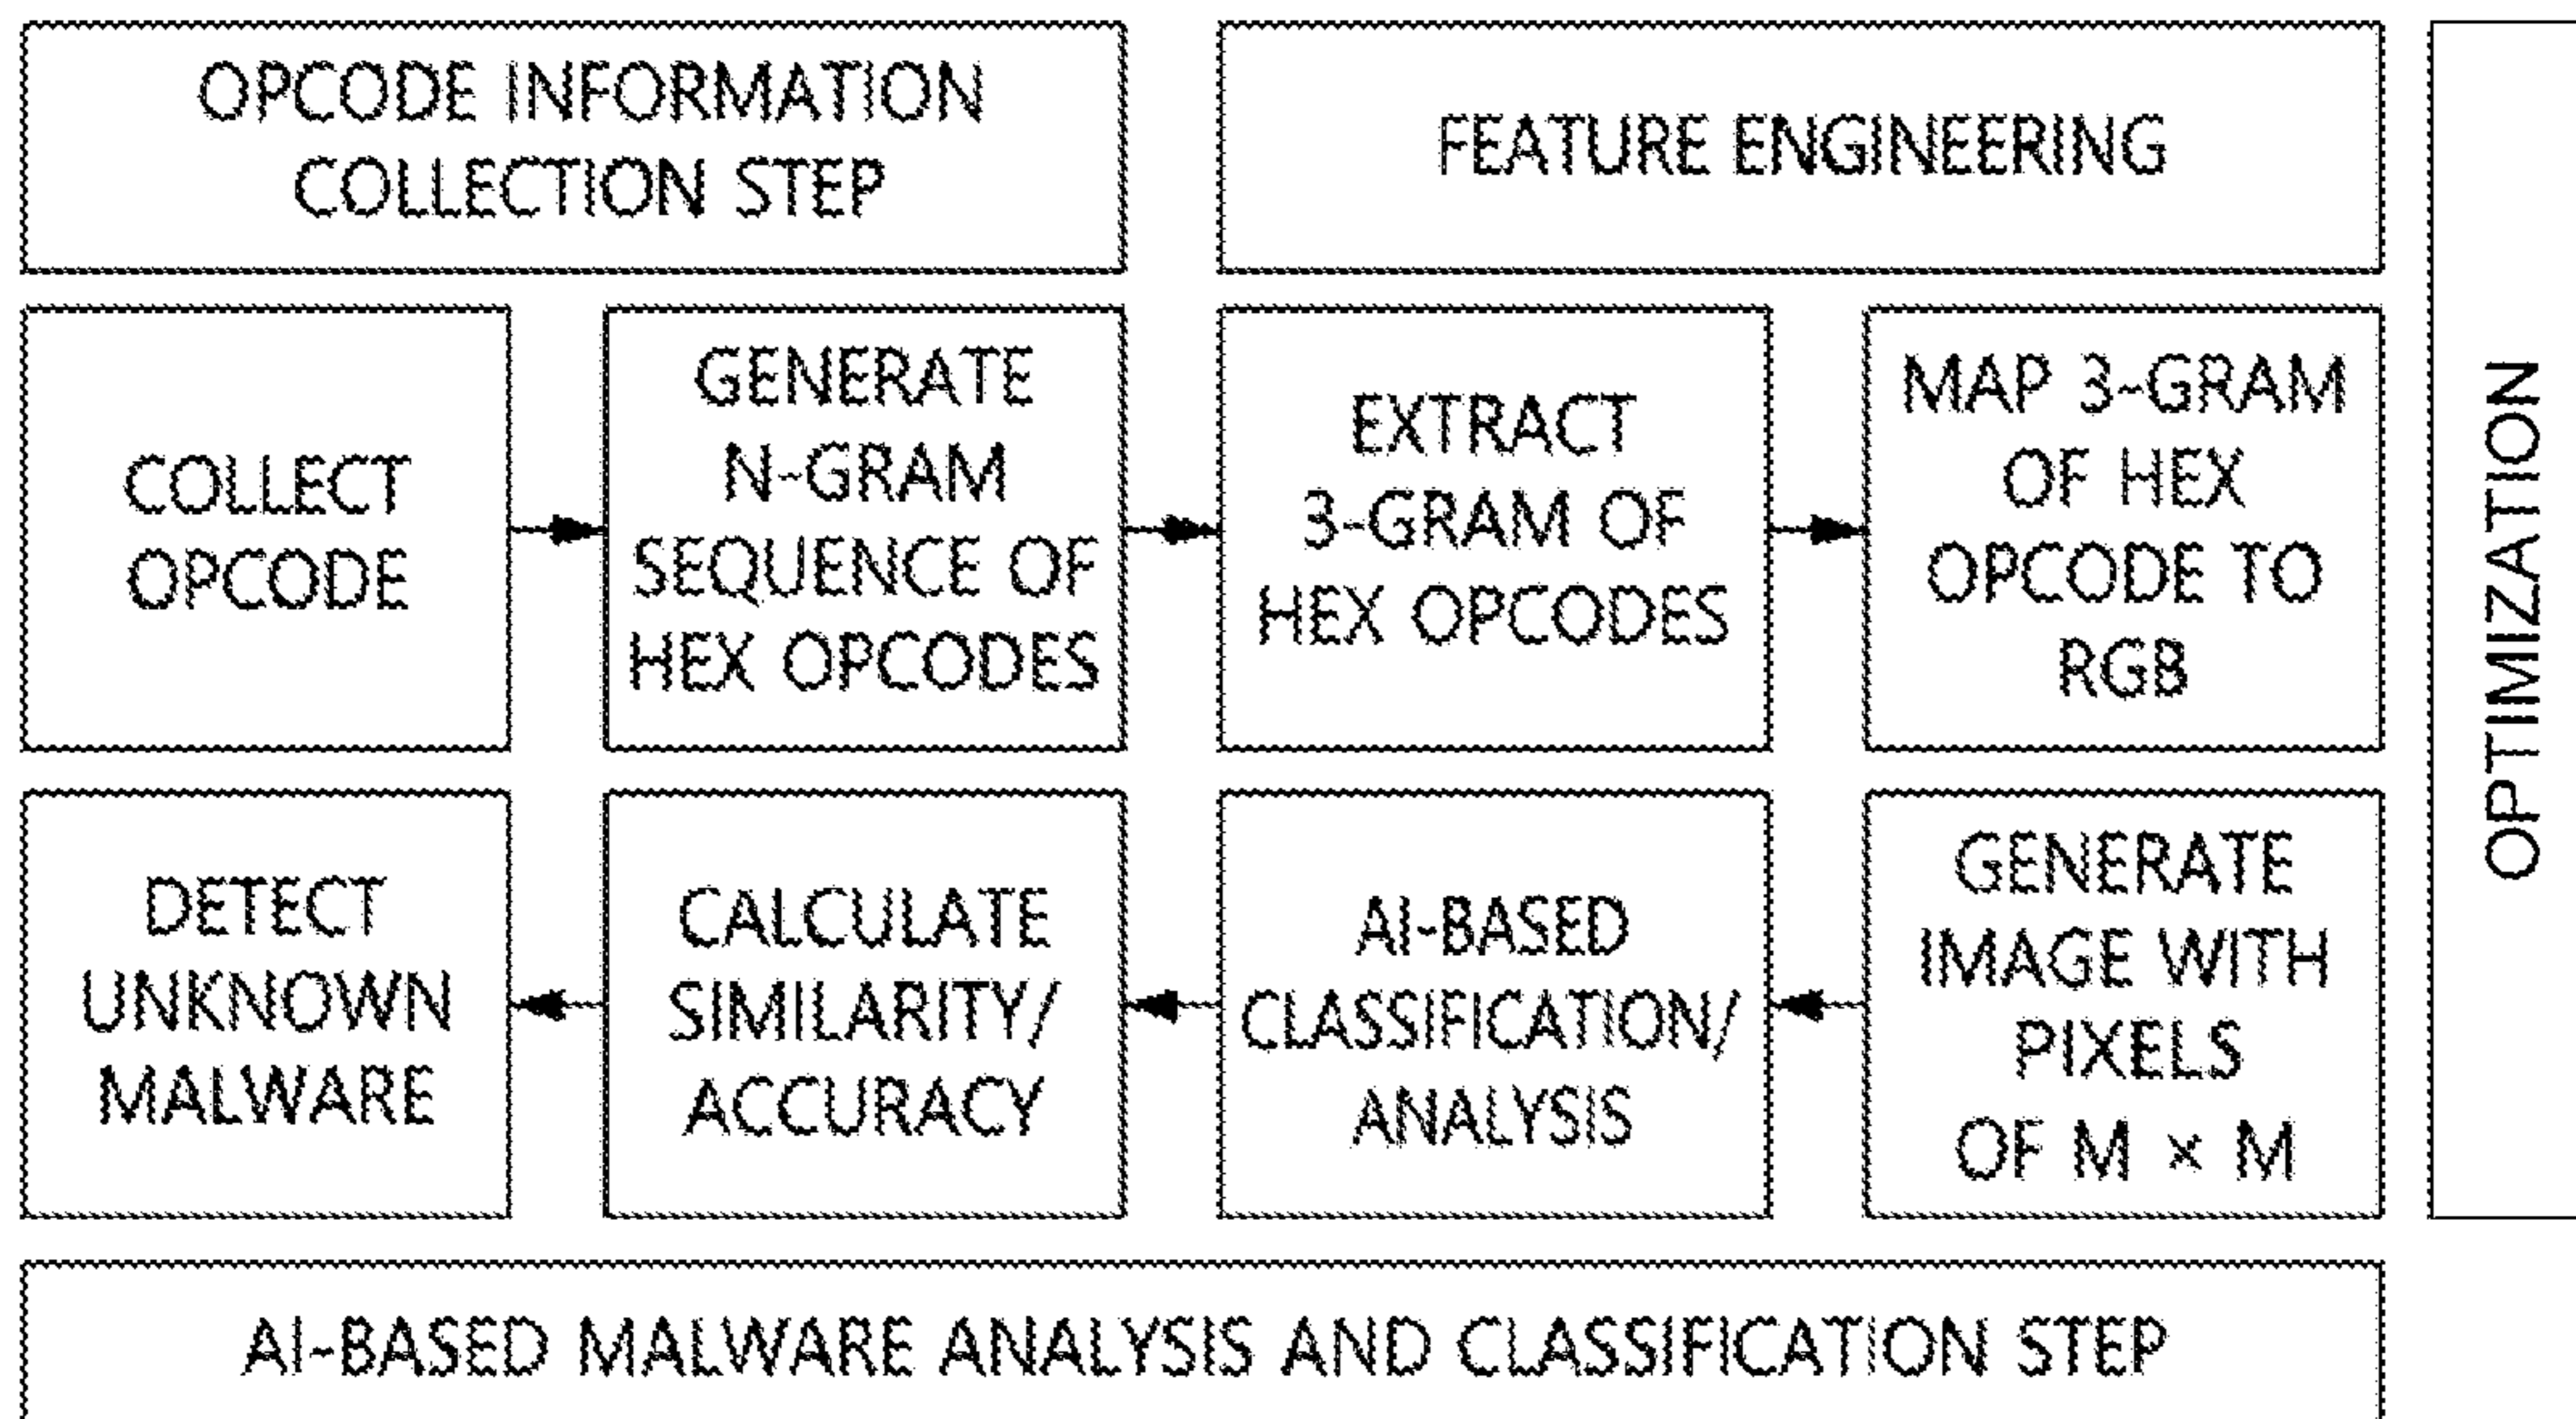 OPCODE INFORMATION
COLLECTION STEP
FEATURE ENGINEERING
COLLECT
OPCODE
GENERATE
N-GRAM
SEQUENCE OF
HEX OPCODES
EXTRACT
3-GRAM OF
HEX OPCODES
MAP 3-GRAM
OF HEX
OPCODE TO
RGB
DETECT
UNKNOWN
MALWARE
CALCULATE
SIMILARITY/
ACCURACY
AI-BASED
CLASSIFICATION/
ANALYSIS
GENERATE
IMAGE WITH
PIXELS
OF M × M
OPTIMIZATION
AI-BASED MALWARE ANALYSIS AND CLASSIFICATION STEP